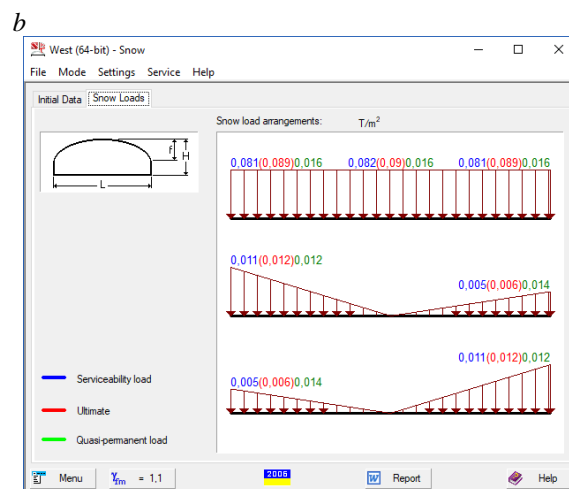 b
West (64-bit) - Snow
File Mode Settings Service Help
Initial Data Snow Loads
Snow load arrangements: T/m²
f H
L
0,081(0,089)0,016 0,082(0,09)0,016 0,081(0,089)0,016
0,011(0,012)0,012
0,005(0,006)0,014
0,011(0,012)0,012
0,005(0,006)0,014
Serviceability load
Ultimate
Quasi-permanent load
Menu γfm = 1,1 2006 Report Help